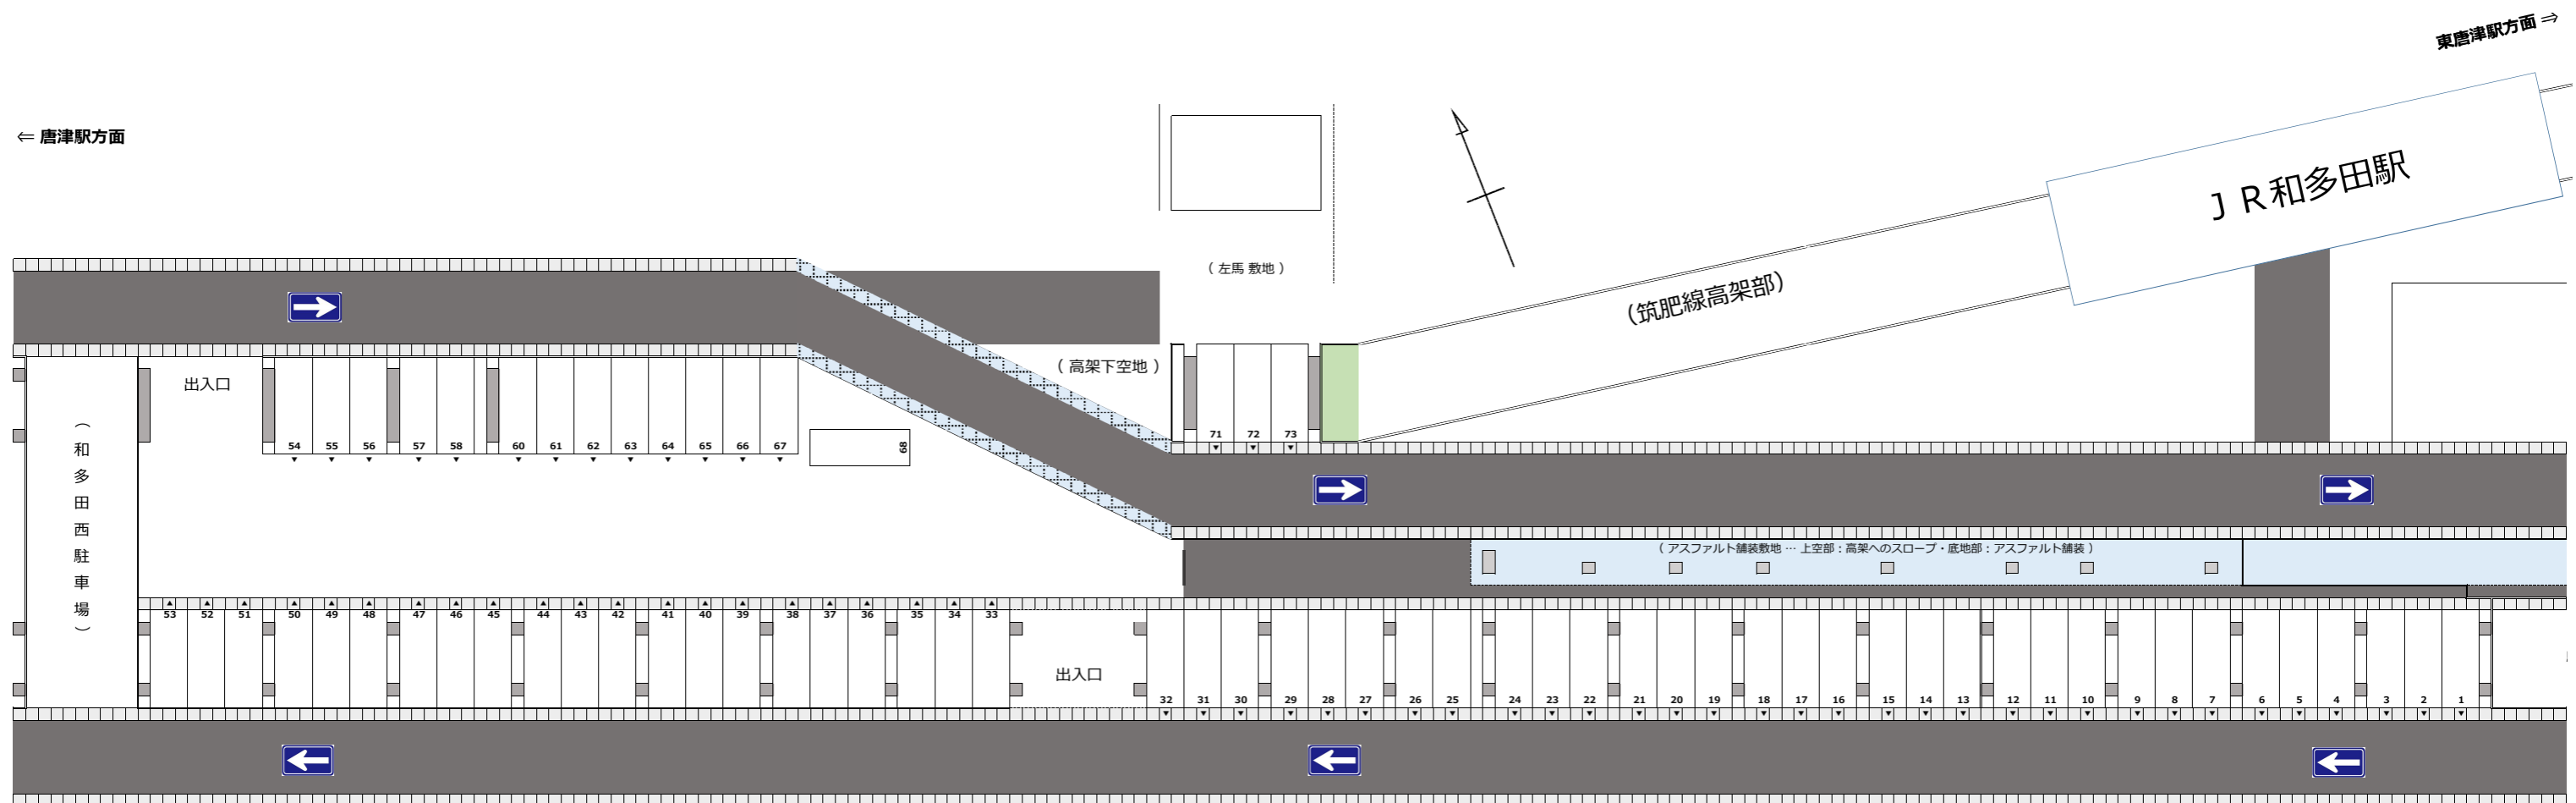 東唐津駅方面 ⇒
⇐ 唐津駅方面
ＪＲ和多田駅
（ 左馬 敷地 ）
（筑肥線高架部）
（ 高架下空地 ）
出入口
（和多田西駐車場）
54 55 56 57 58 60 61 62 63 64 65 66 67
68
71 72 73
（ アスファルト舗装敷地 … 上空部：高架へのスロープ・底地部：アスファルト舗装 ）
53 52 51 50 49 48 47 46 45 44 43 42 41 40 39 38 37 36 35 34 33
出入口
32 31 30 29 28 27 26 25 24 23 22 21 20 19 18 17 16 15 14 13 12 11 10 9 8 7 6 5 4 3 2 1